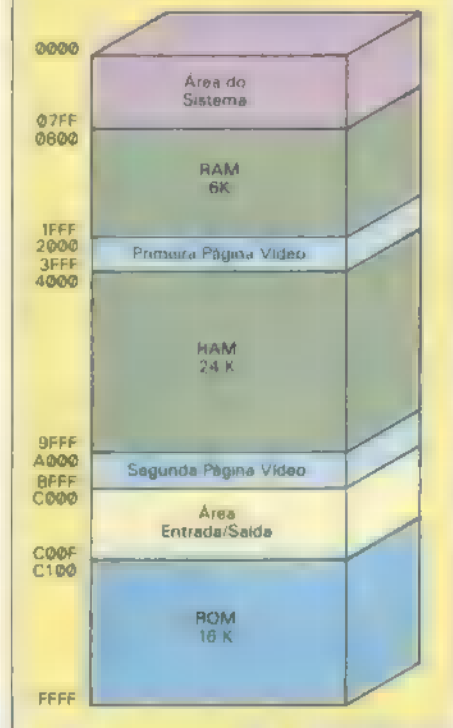 0000
Área do
Sistema
07FF
0800
RAM
6K
1FFF
2000
Primeira Página Vídeo
3FFF
4000
RAM
24 K
9FFF
A000
Segunda Página Vídeo
BFFF
C000
Área
Entrada/Saída
C00F
C100
ROM
16 K
FFFF